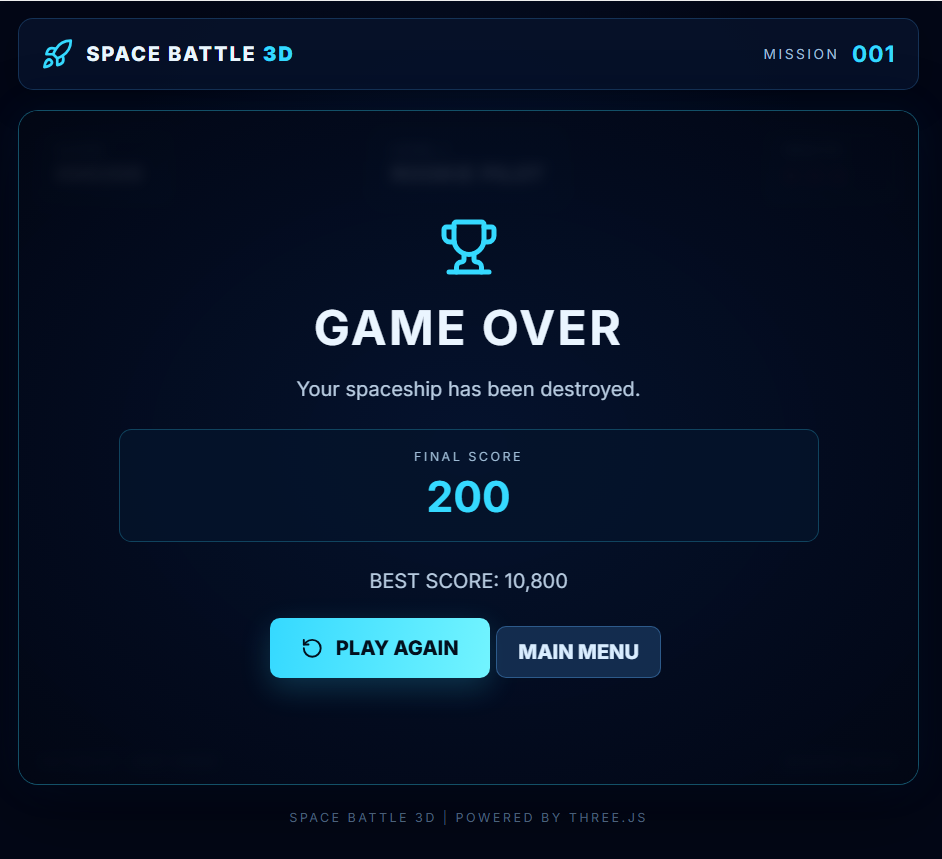 SPACE BATTLE 3D
MISSION 001
GAME OVER
Your spaceship has been destroyed.
FINAL SCORE
200
BEST SCORE: 10,800
PLAY AGAIN
MAIN MENU
SPACE BATTLE 3D | POWERED BY THREE.JS